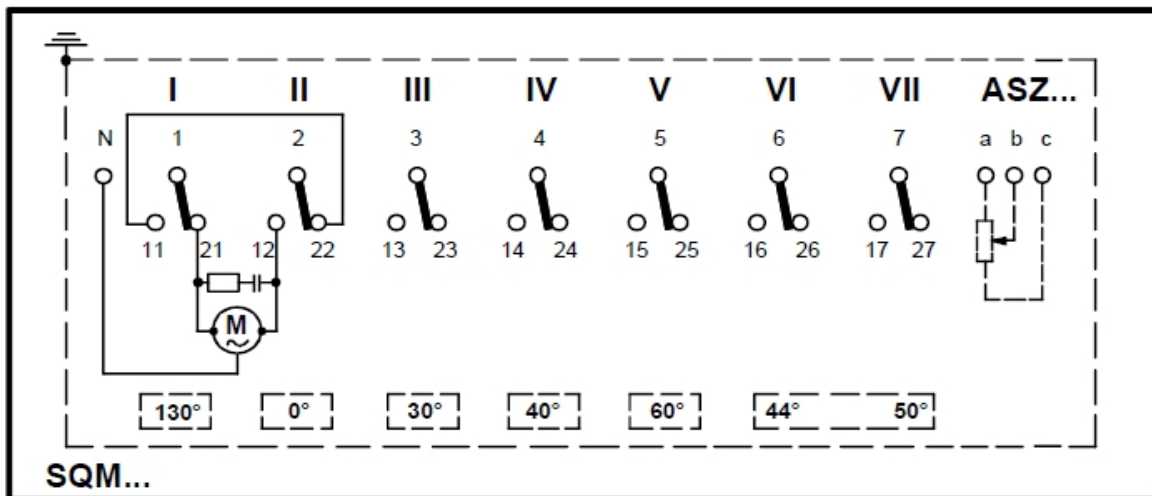 I II III IV V VI VII ASZ...
N 1 2 3 4 5 6 7 a b c
11 21 12 22 13 23 14 24 15 25 16 26 17 27
M
130° 0° 30° 40° 60° 44° 50°
SQM...